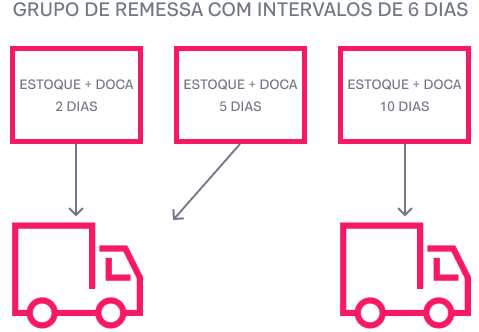 GRUPO DE REMESSA COM INTERVALOS DE 6 DIAS
ESTOQUE + DOCA
2 DIAS
ESTOQUE + DOCA
5 DIAS
ESTOQUE + DOCA
10 DIAS